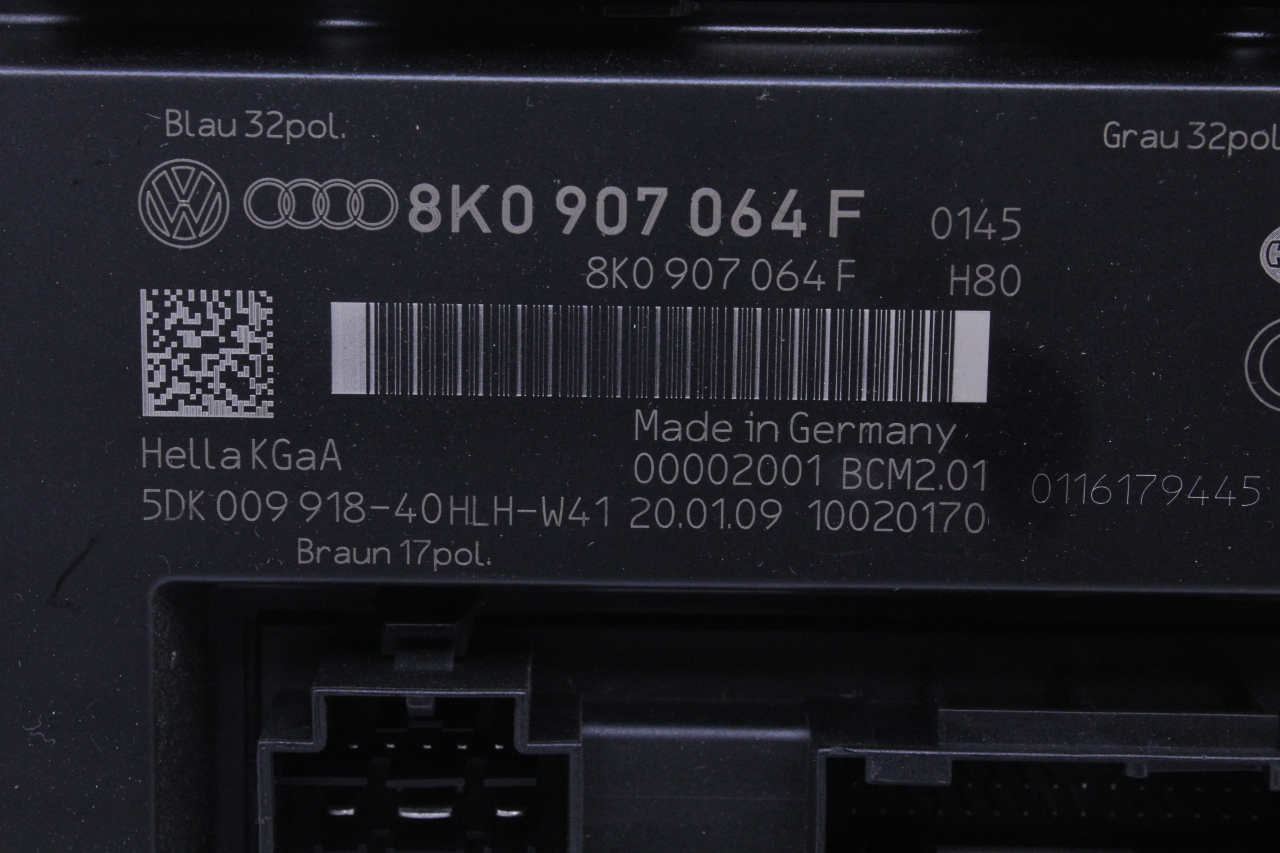 Blau 32pol.
Grau 32pol
8K0 907 064 F 0145
8K0 907 064 F H80
Made in Germany
Hella KGaA 00002001 BCM2.01
0116179445
5DK 009 918-40 HLH-W41 20.01.09 10020170
Braun 17pol.